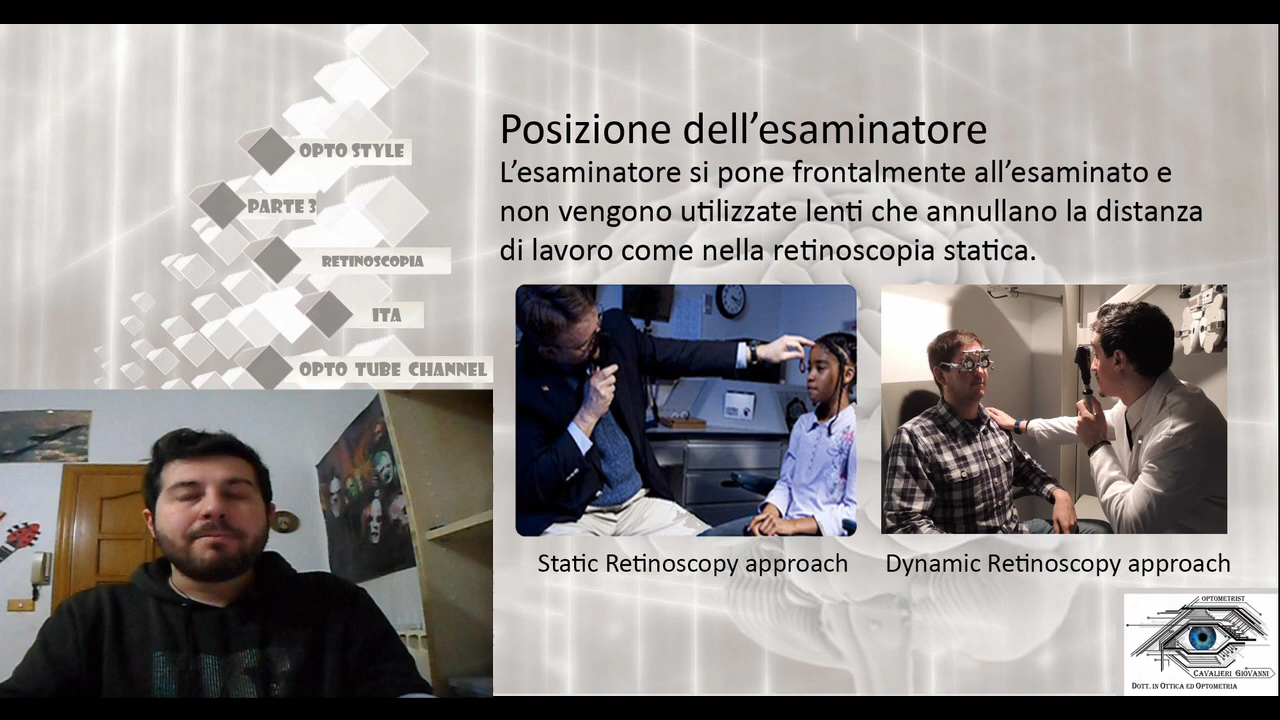 OPTO STYLE
PARTE 3
RETINOSCOPIA
ITA
OPTO TUBE CHANNEL
Posizione dell'esaminatore
L'esaminatore si pone frontalmente all'esaminato e
non vengono utilizzate lenti che annullano la distanza
di lavoro come nella retinoscopia statica.
Static Retinoscopy approach
Dynamic Retinoscopy approach
OPTOMETRIST
CAVALIERI GIOVANNI
DOTT. IN OTTICA ED OPTOMETRIA